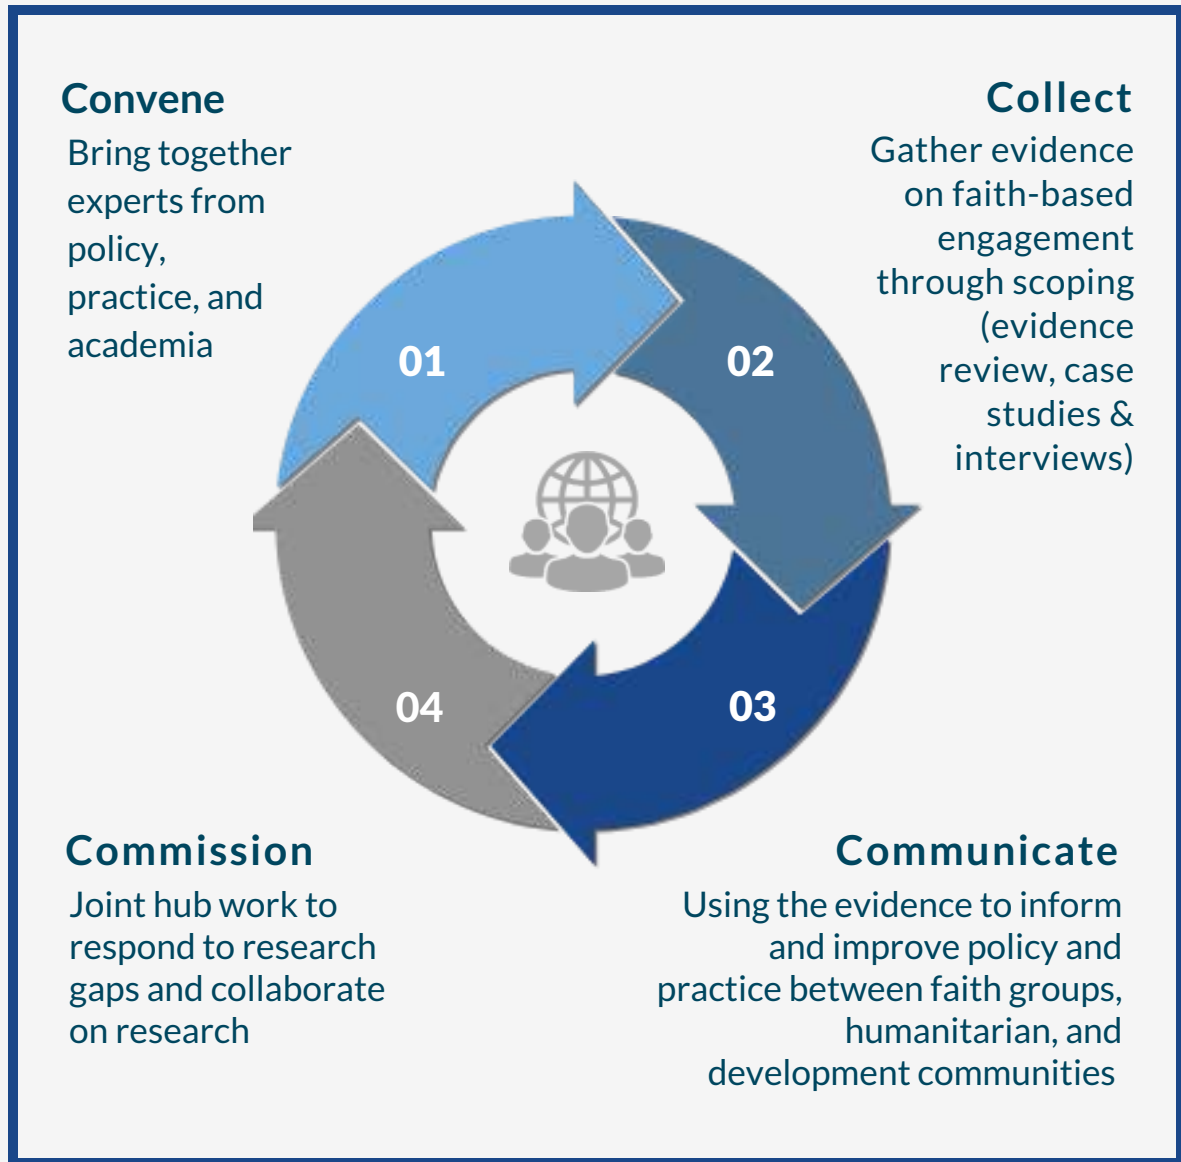 Convene
Bring together
experts from
policy,
practice, and
academia
01
Collect
Gather evidence
on faith-based
engagement
through scoping
(evidence
review, case
studies &
interviews)
02
03
Communicate
Using the evidence to inform
and improve policy and
practice between faith groups,
humanitarian, and
development communities
04
Commission
Joint hub work to
respond to research
gaps and collaborate
on research